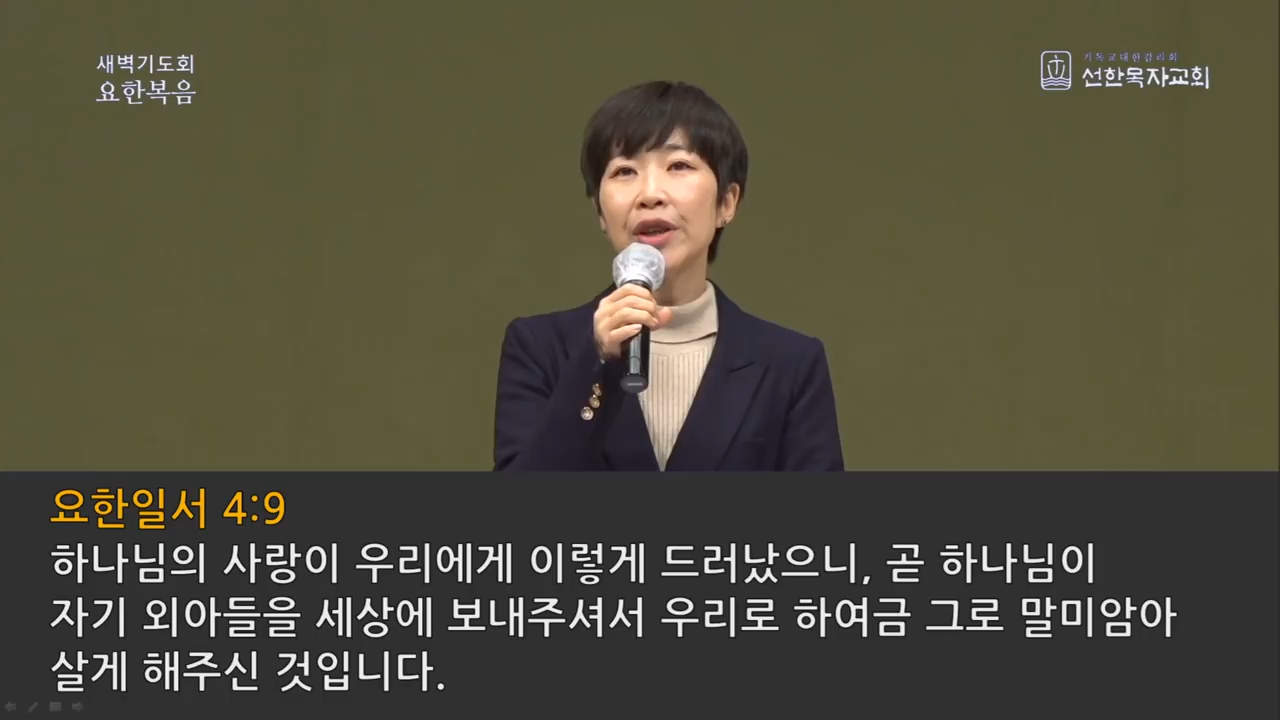 새벽기도회
요한복음
기독교대한감리회
선한목자교회
요한일서 4:9
하나님의 사랑이 우리에게 이렇게 드러났으니, 곧 하나님이
자기 외아들을 세상에 보내주셔서 우리로 하여금 그로 말미암아
살게 해주신 것입니다.